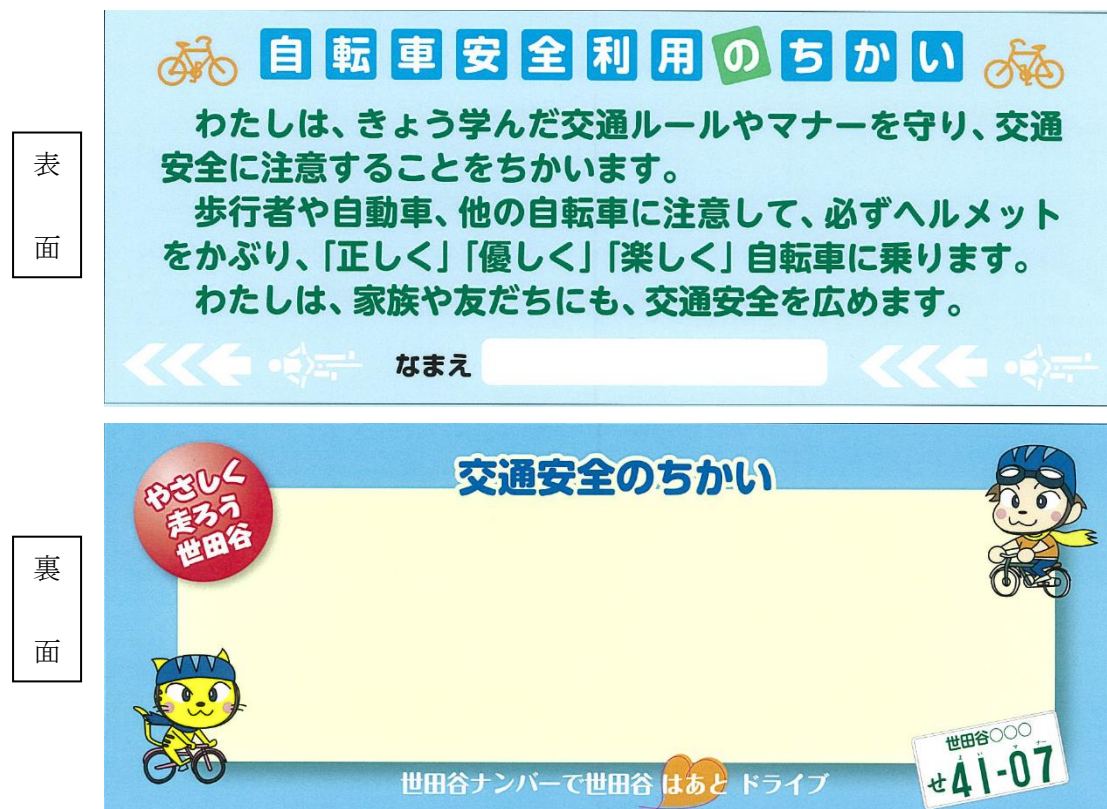 表面
自転車安全利用のちかい
わたしは、きょう学んだ交通ルールやマナーを守り、交通
安全に注意することをちかいます。
歩行者や自動車、他の自転車に注意して、必ずヘルメット
をかぶり、「正しく」「優しく」「楽しく」自転車に乗ります。
わたしは、家族や友だちにも、交通安全を広めます。
なまえ
裏面
やさしく
走ろう
世田谷
交通安全のちかい
世田谷○○○
せ41-07
世田谷ナンバーで世田谷 はあと ドライブ